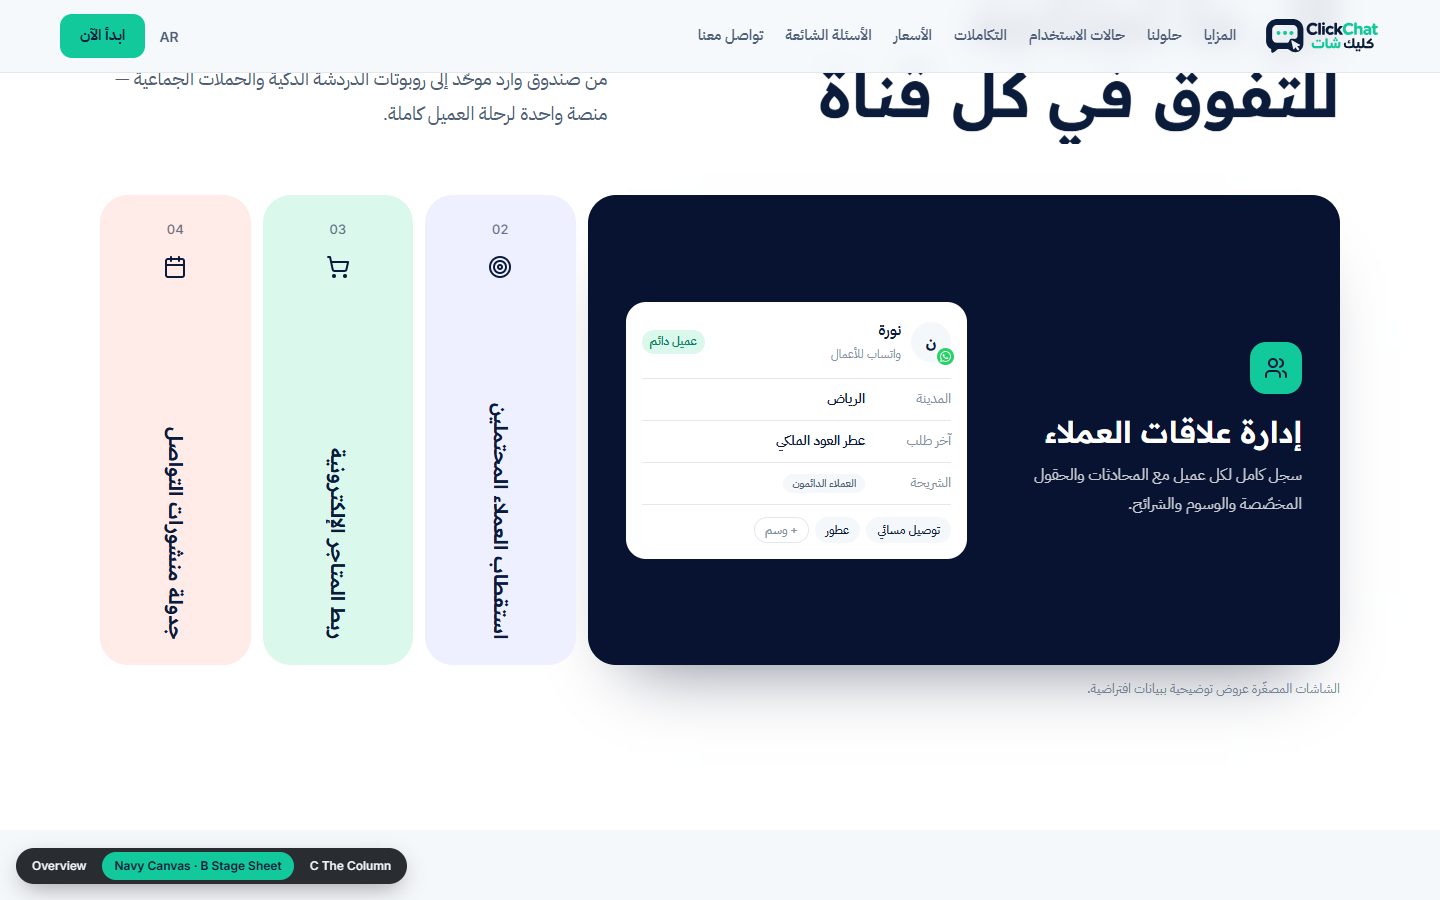 ClickChat
كليك شات
المزايا
حلولنا
حالات الاستخدام
التكاملات
الأسعار
الأسئلة الشائعة
تواصل معنا
AR
ابدأ الآن
للتفوق في كل قناة
من صندوق وارد موحّد إلى روبوتات الدردشة الذكية والحملات الجماعية —
منصة واحدة لرحلة العميل كاملة.
إدارة علاقات العملاء
سجل كامل لكل عميل مع المحادثات والحقول
المخصّصة والوسوم والشرائح.
ن
نورة
واتساب للأعمال
عميل دائم
المدينة
الرياض
آخر طلب
عطر العود الملكي
الشريحة
العملاء الدائمون
توصيل مسائي
عطور
+ وسم
02
استقطاب العملاء المحتملين
03
ربط المتاجر الإلكترونية
04
جدولة منشورات التواصل
الشاشات المصغّرة عروض توضيحية ببيانات افتراضية.
Overview
Navy Canvas · B Stage Sheet
C The Column